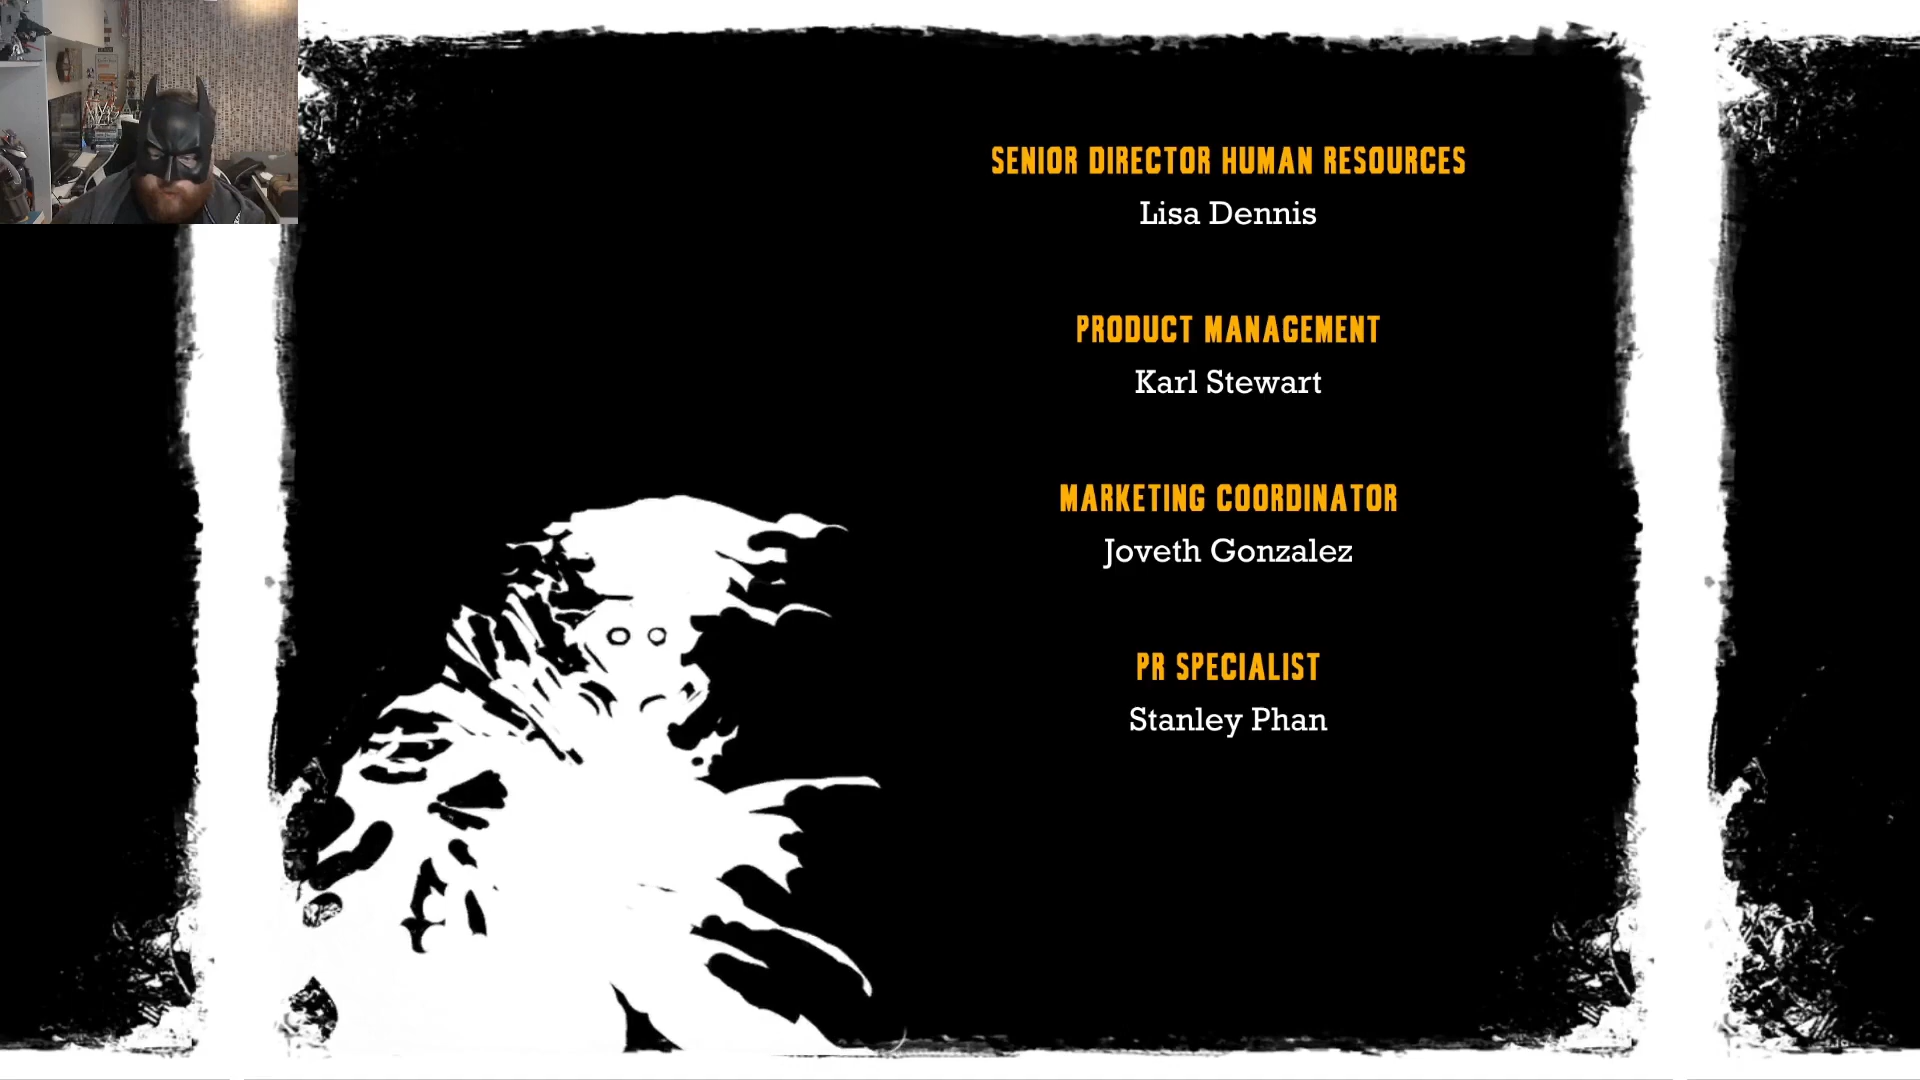 SENIOR DIRECTOR HUMAN RESOURCES
Lisa Dennis
PRODUCT MANAGEMENT
Karl Stewart
MARKETING COORDINATOR
Joveth Gonzalez
PR SPECIALIST
Stanley Phan